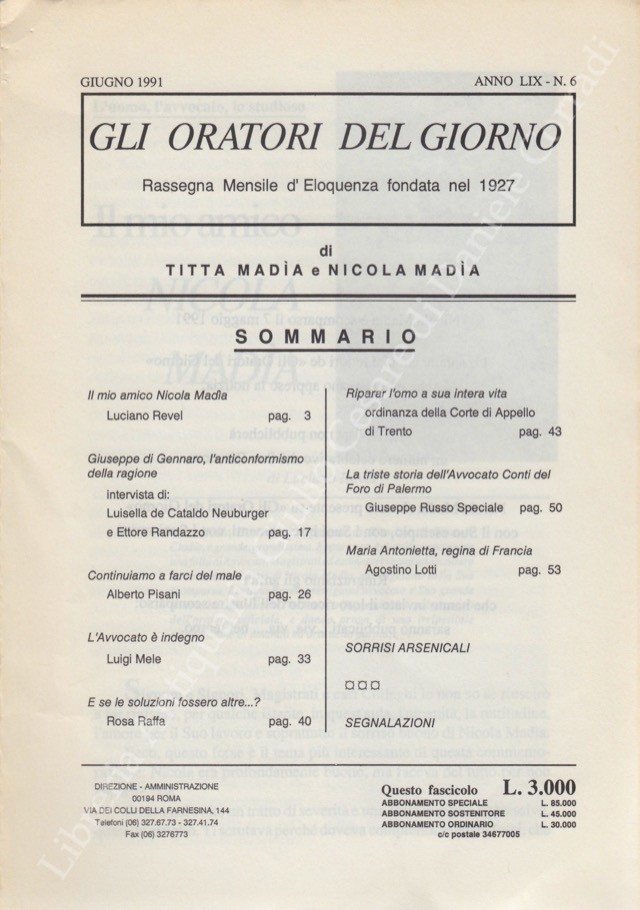 GIUGNO 1991
ANNO LIX - N. 6
GLI ORATORI DEL GIORNO
Rassegna Mensile d'Eloquenza fondata nel 1927
di
TITTA MADÌA e NICOLA MADÌA
SOMMARIO
Il mio amico Nicola Madìa
Luciano Revel pag. 3
Giuseppe di Gennaro, l'anticonformismo
della ragione
intervista di:
Luisella de Cataldo Neuburger
e Ettore Randazzo pag. 17
Continuiamo a farci del male
Alberto Pisani pag. 26
L'Avvocato è indegno
Luigi Mele pag. 33
E se le soluzioni fossero altre...?
Rosa Raffa pag. 40
Riparar l'omo a sua intera vita
ordinanza della Corte di Appello
di Trento pag. 43
La triste storia dell'Avvocato Conti del
Foro di Palermo
Giuseppe Russo Speciale pag. 50
Maria Antonietta, regina di Francia
Agostino Lotti pag. 53
SORRISI ARSENICALI
¤¤¤
SEGNALAZIONI
DIREZIONE - AMMINISTRAZIONE
00194 ROMA
VIA DEI COLLI DELLA FARNESINA, 144
Telefoni (06) 327.67.73 - 327.41.74
Fax (06) 3276773
Questo fascicolo L. 3.000
ABBONAMENTO SPECIALE L. 85.000
ABBONAMENTO SOSTENITORE L. 45.000
ABBONAMENTO ORDINARIO L. 30.000
c/c postale 34677005